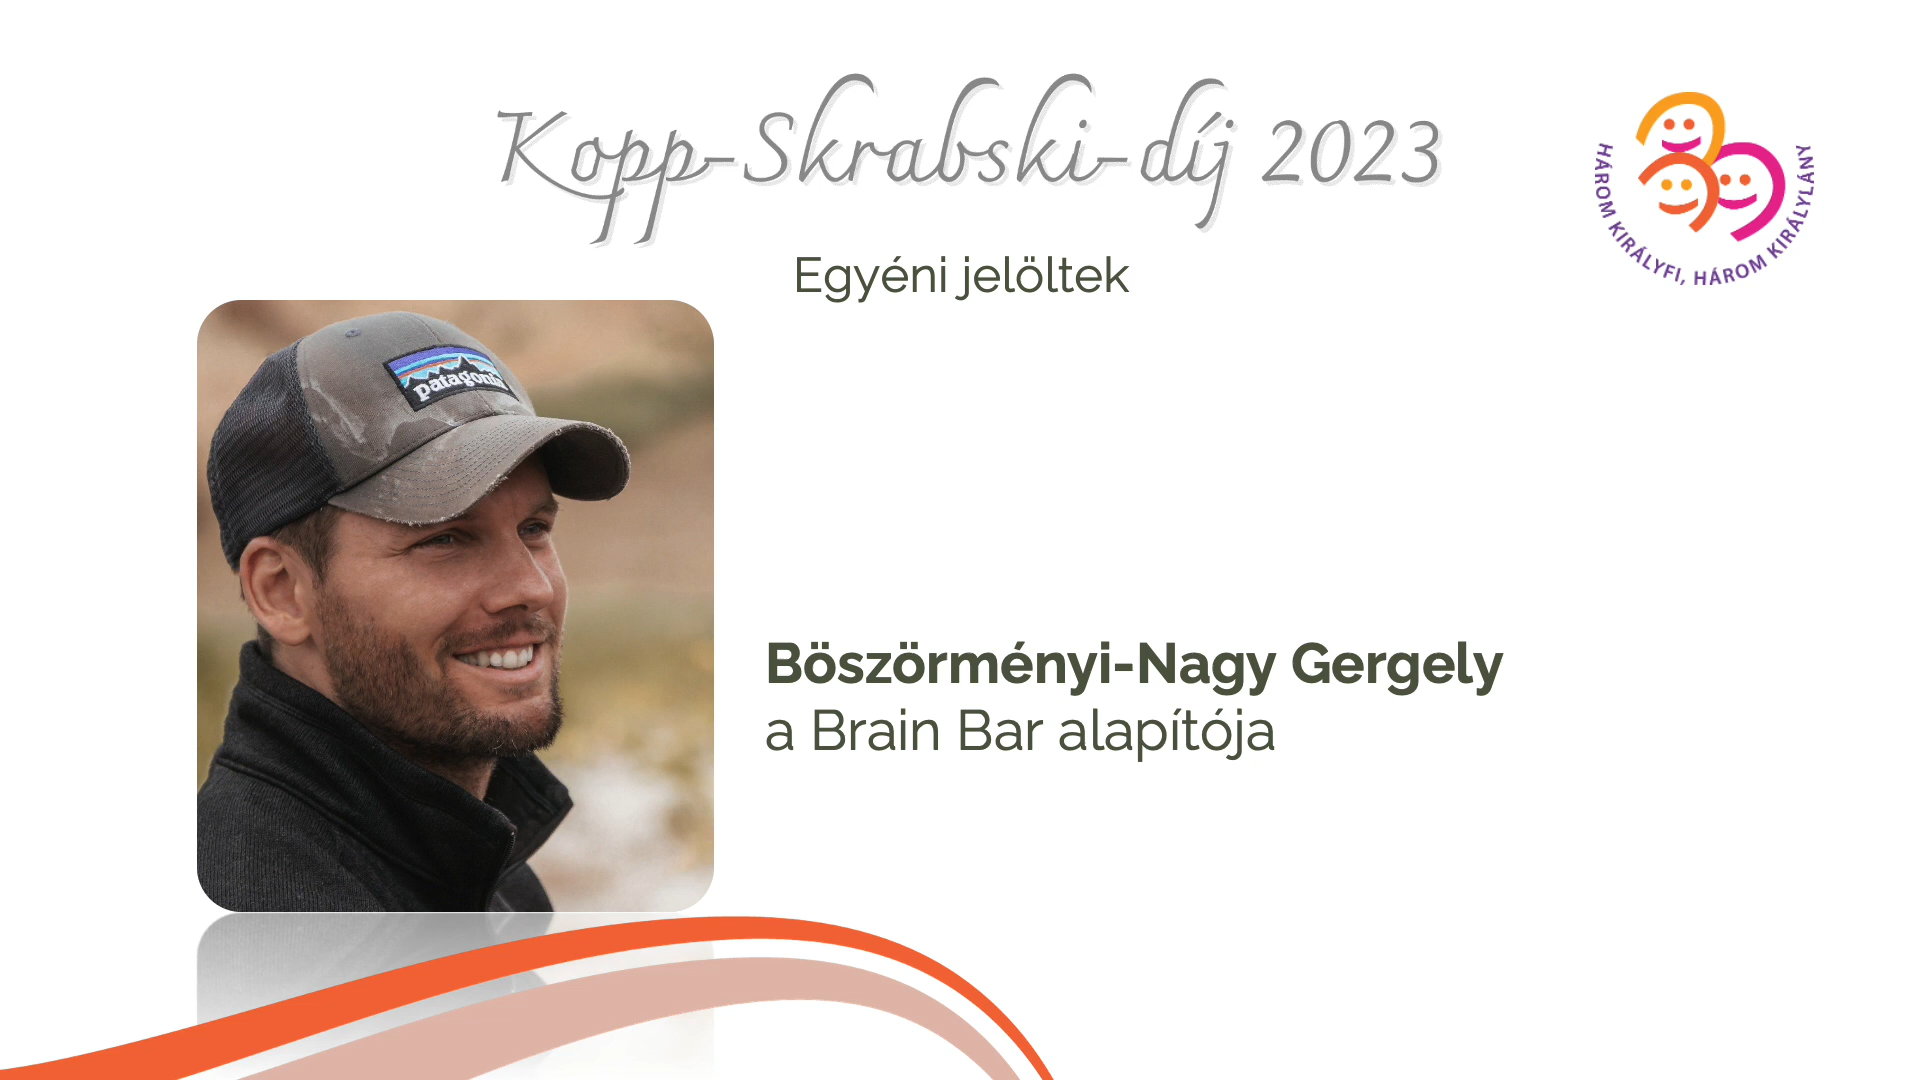 Kopp-Skrabski-díj 2023
HÁROM KIRÁLYFI, HÁROM KIRÁLYLÁNY
Egyéni jelöltek
patagonia
Böszörményi-Nagy Gergely
a Brain Bar alapítója